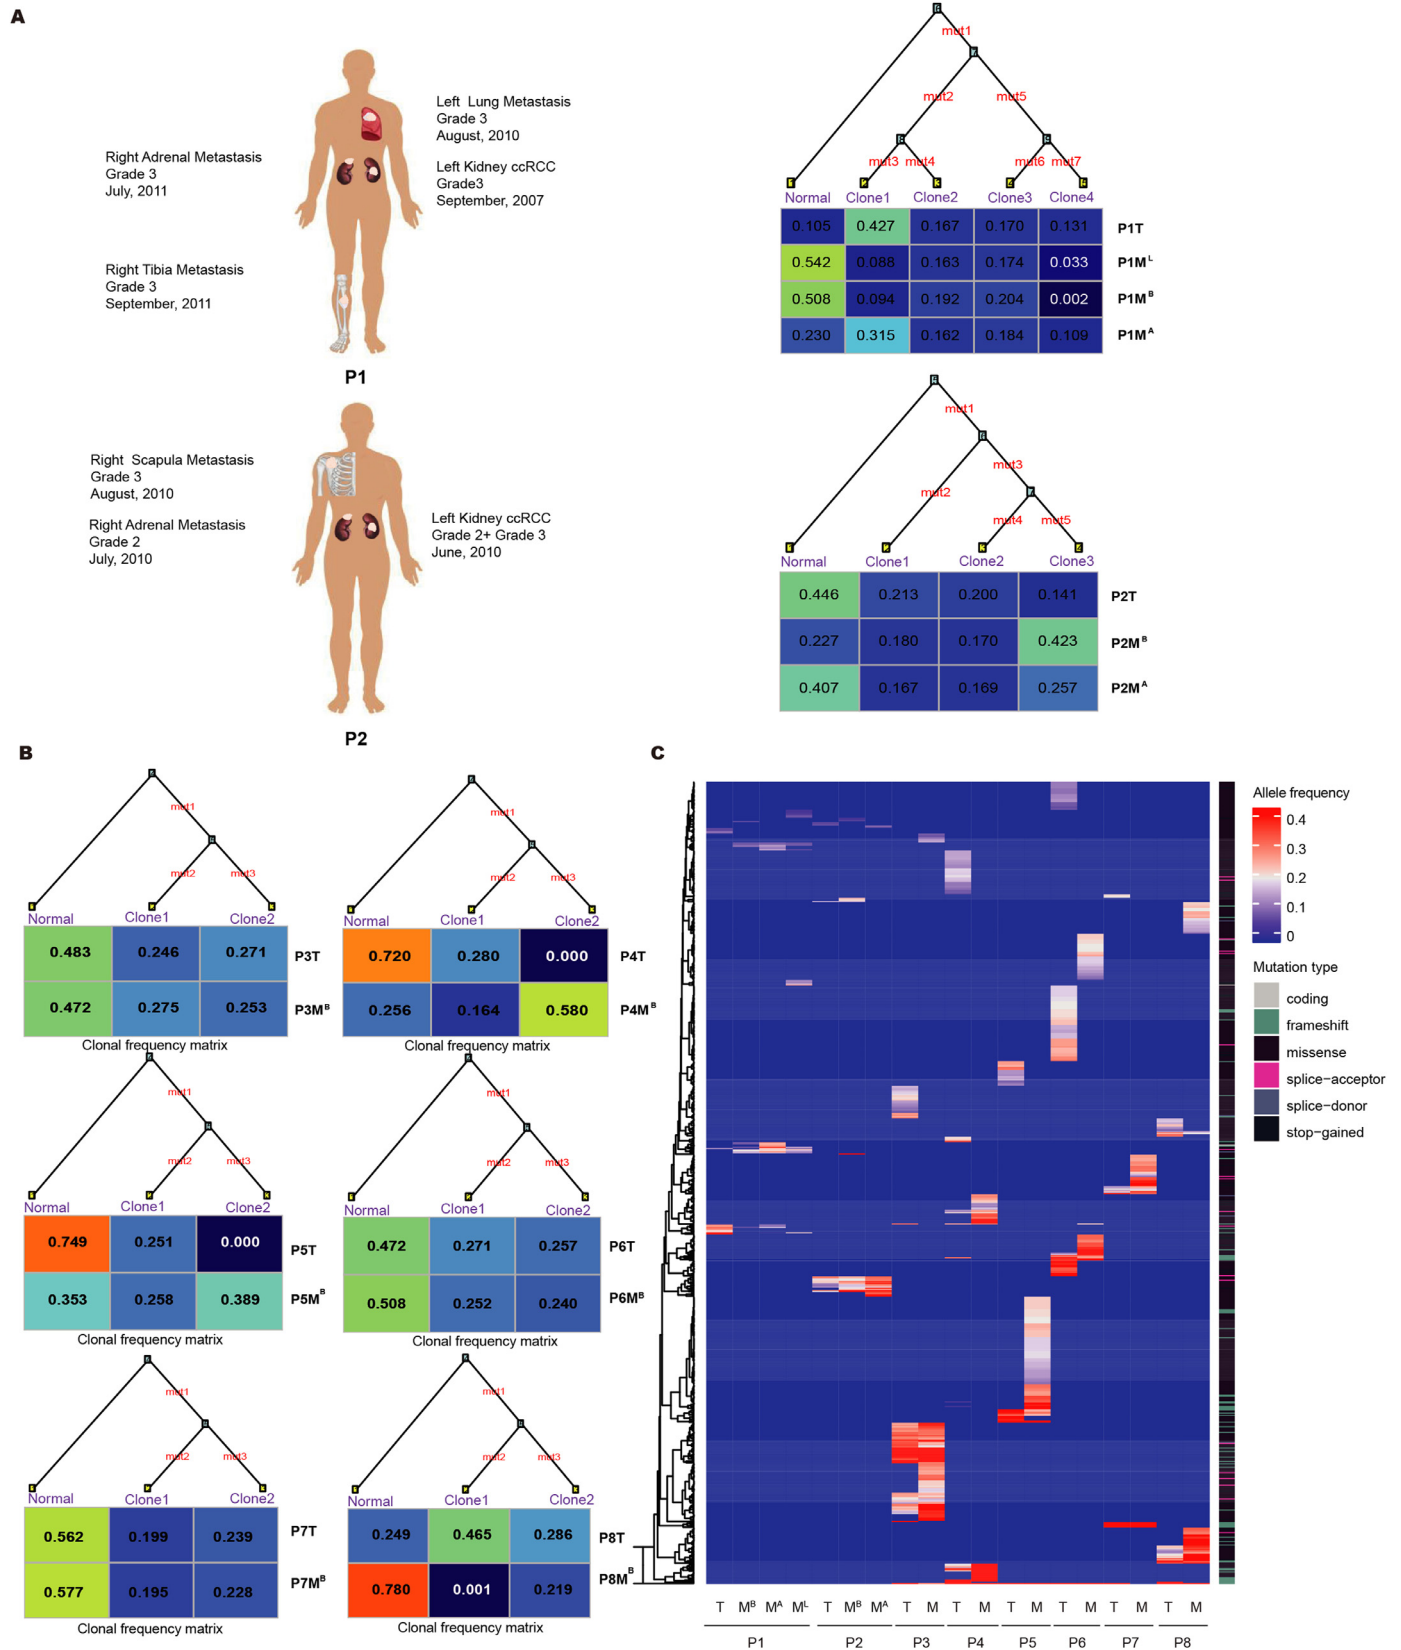 A
Left Lung Metastasis
Grade 3
August, 2010
Right Adrenal Metastasis
Grade 3
July, 2011
Left Kidney ccRCC
Grade3
September, 2007
Right Tibia Metastasis
Grade 3
September, 2011
P1
mut1
mut2 mut5
mut3 mut4 mut6 mut7
Normal Clone1 Clone2 Clone3 Clone4
0.105 0.427 0.167 0.170 0.131 P1T
0.542 0.088 0.163 0.174 0.033 P1M L
0.508 0.094 0.192 0.204 0.002 P1M B
0.230 0.315 0.162 0.184 0.109 P1M A
Right Scapula Metastasis
Grade 3
August, 2010
Right Adrenal Metastasis
Grade 2
July, 2010
Left Kidney ccRCC
Grade 2+ Grade 3
June, 2010
P2
mut1
mut3
mut2
mut4 mut5
Normal Clone1 Clone2 Clone3
0.446 0.213 0.200 0.141 P2T
0.227 0.180 0.170 0.423 P2M B
0.407 0.167 0.169 0.257 P2M A
B
mut1
mut2 mut3
Normal Clone1 Clone2
0.483 0.246 0.271 P3T
0.472 0.275 0.253 P3M B
Clonal frequency matrix
mut1
mut2 mut3
Normal Clone1 Clone2
0.720 0.280 0.000 P4T
0.256 0.164 0.580 P4M B
Clonal frequency matrix
mut1
mut2 mut3
Normal Clone1 Clone2
0.749 0.251 0.000 P5T
0.353 0.258 0.389 P5M B
Clonal frequency matrix
mut1
mut2 mut3
Normal Clone1 Clone2
0.472 0.271 0.257 P6T
0.508 0.252 0.240 P6M B
Clonal frequency matrix
mut1
mut2 mut3
Normal Clone1 Clone2
0.562 0.199 0.239 P7T
0.577 0.195 0.228 P7M B
Clonal frequency matrix
mut1
mut2 mut3
Normal Clone1 Clone2
0.249 0.465 0.286 P8T
0.780 0.001 0.219 P8M B
Clonal frequency matrix
C
Allele frequency
0.4
0.3
0.2
0.1
0
Mutation type
coding
frameshift
missense
splice−acceptor
splice−donor
stop−gained
T M B M A M L T M B M A T M T M T M T M T M T M
P1 P2 P3 P4 P5 P6 P7 P8